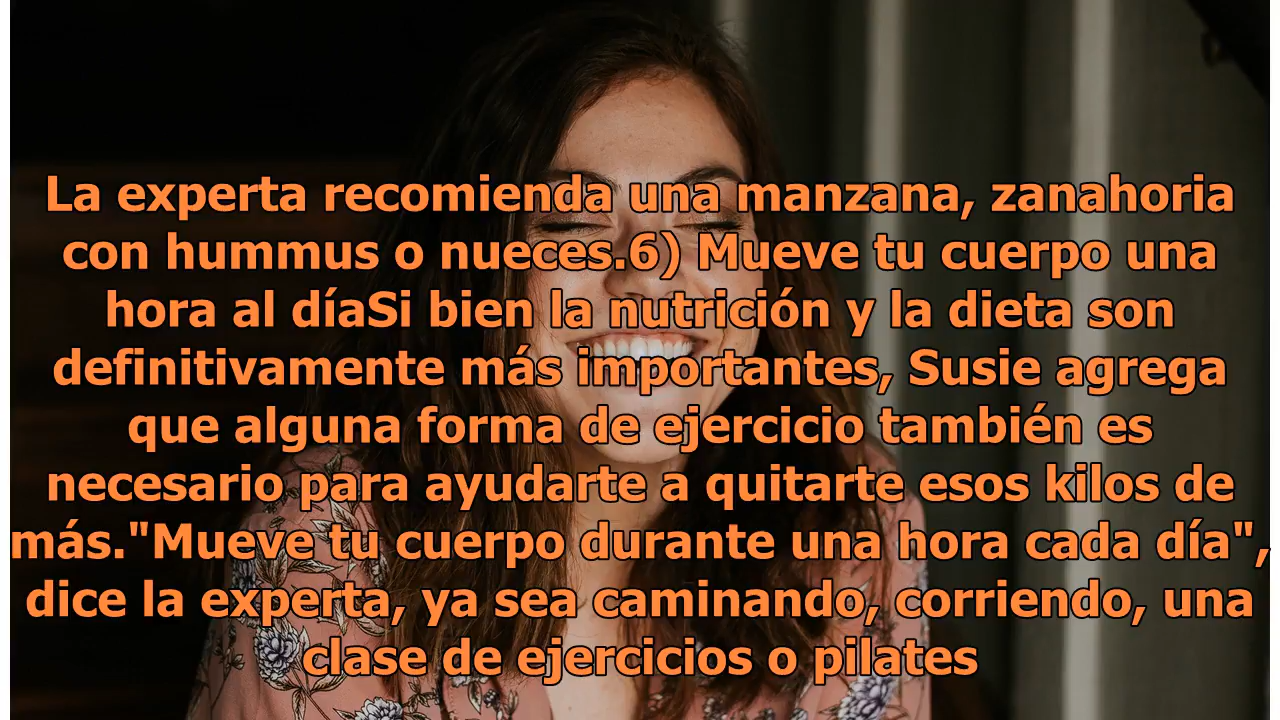 La experta recomienda una manzana, zanahoria
con hummus o nueces.6) Mueve tu cuerpo una
hora al díaSi bien la nutrición y la dieta son
definitivamente más importantes, Susie agrega
que alguna forma de ejercicio también es
necesario para ayudarte a quitarte esos kilos de
más."Mueve tu cuerpo durante una hora cada día",
dice la experta, ya sea caminando, corriendo, una
clase de ejercicios o pilates